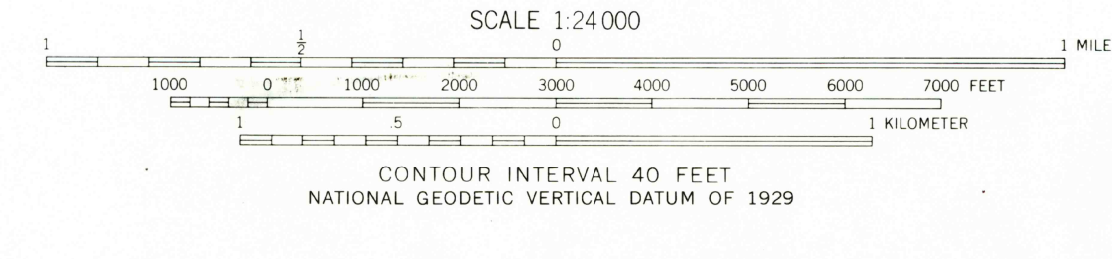 SCALE 1:24 000
1 ½ 0 1 MILE
1000 0 1000 2000 3000 4000 5000 6000 7000 FEET
1 .5 0 1 KILOMETER
CONTOUR INTERVAL 40 FEET
NATIONAL GEODETIC VERTICAL DATUM OF 1929